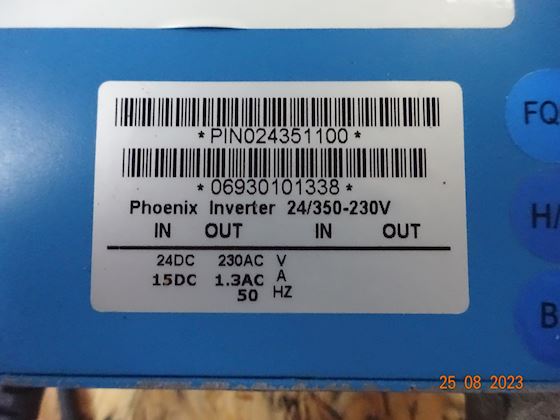 *PIN024351100*
*06930101338*
Phoenix Inverter 24/350-230V
IN OUT IN OUT
24DC 230AC V
15DC 1.3AC A
50 HZ
FQ
H/
B
25 08 2023